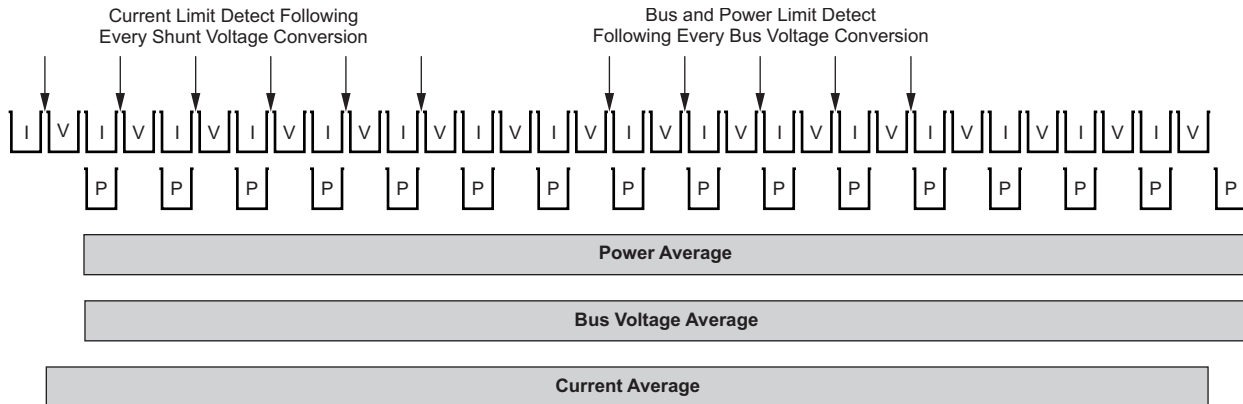 Current Limit Detect Following
Every Shunt Voltage Conversion
Bus and Power Limit Detect
Following Every Bus Voltage Conversion
I V I V I V I V I V I V I V I V I V I V I V I V I V I V I V I V
P P P P P P P P P P P P P P P P
Power Average
Bus Voltage Average
Current Average